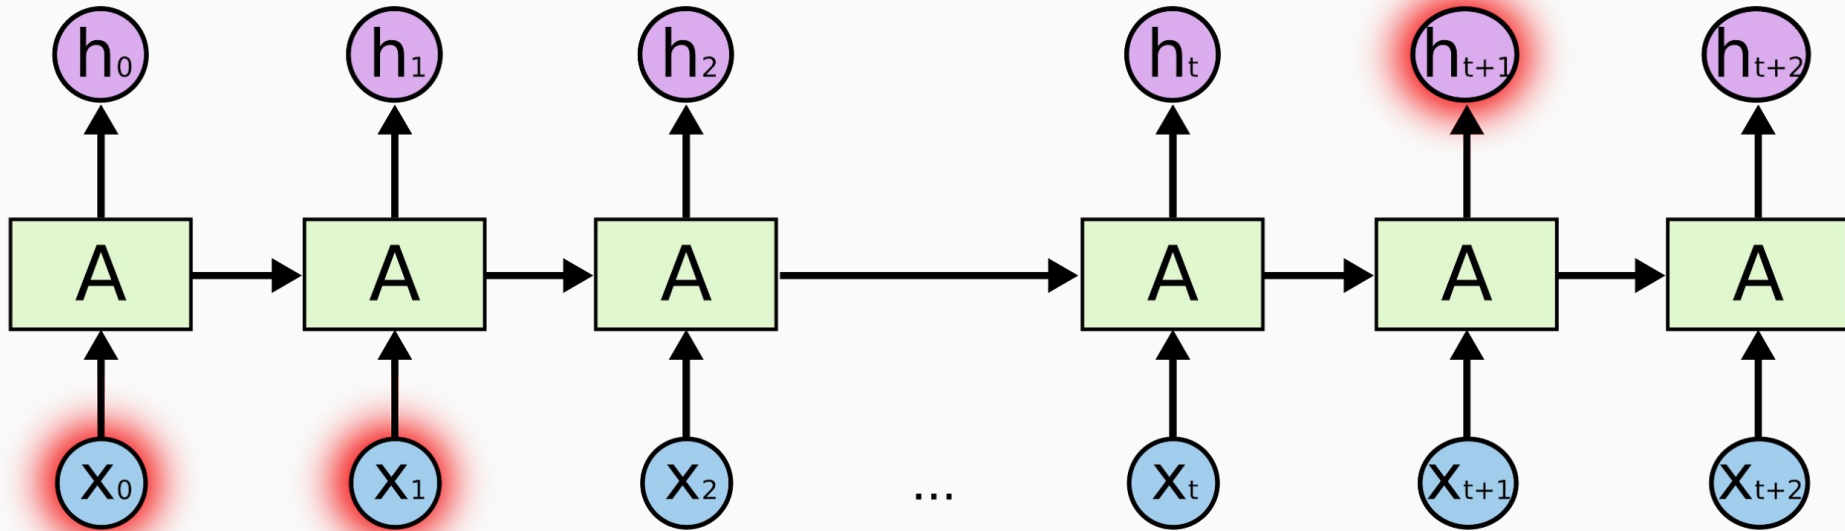 h₀ h₁ h₂ hₜ hₜ₊₁ hₜ₊₂
A A A A A A
x₀ x₁ x₂ ... xₜ xₜ₊₁ xₜ₊₂